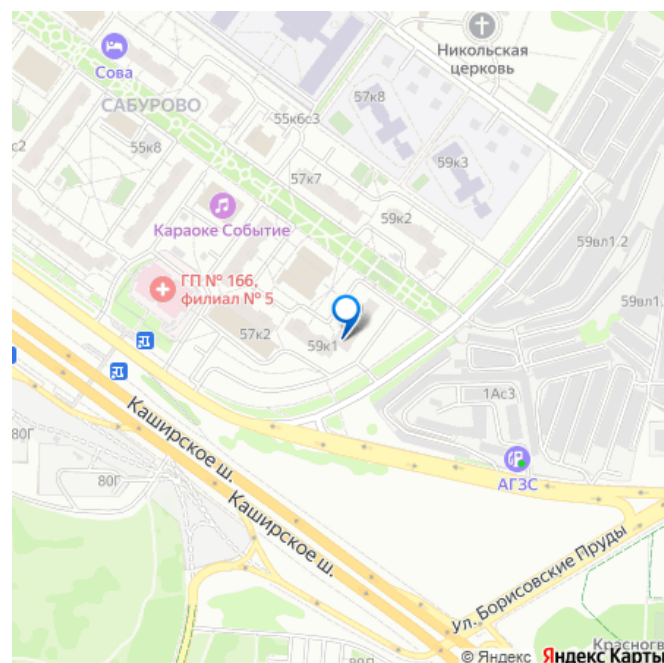 Никольская
церковь
Сова
САБУРОВО
57к8
55к6с3
55к8
59к3
57к7
59к2
Караоке Событие
59вл1.2
ГП № 166,
филиал № 5
57к2
59к1
1Ас3
Каширское ш.
80Г
80Г
АГЗС
Каширское ш.
Ул. Борисовские Пруды
© Яндекс Яндекс Карты